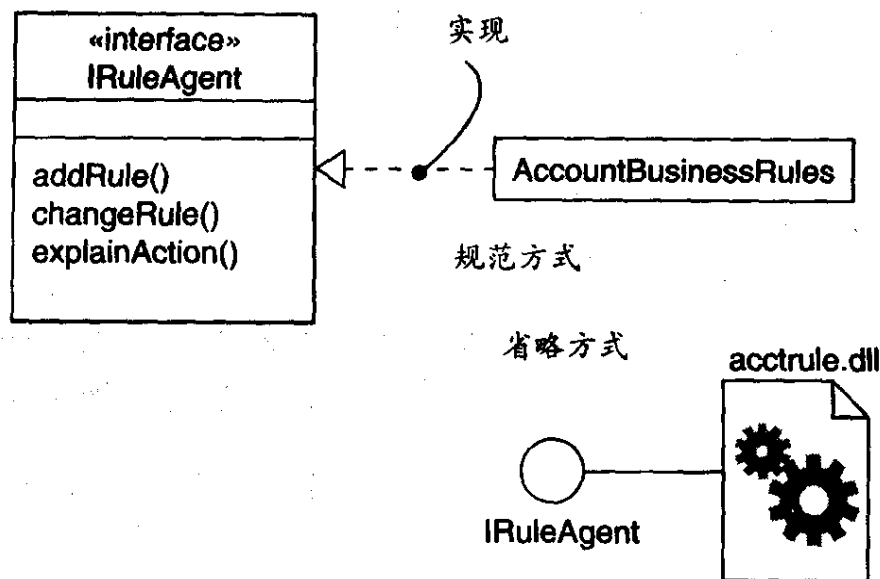 «interface»
IRuleAgent
addRule()
changeRule()
explainAction()
实现
AccountBusinessRules
规范方式
省略方式
acctrule.dll
IRuleAgent